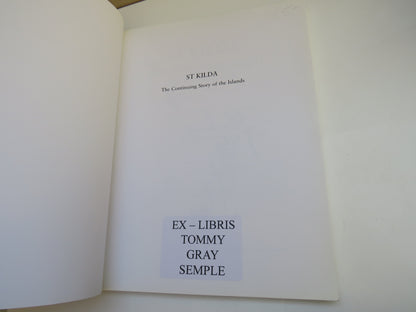 ST KILDA
The Continuing Story of the Islands
EX – LIBRIS
TOMMY
GRAY
SEMPLE